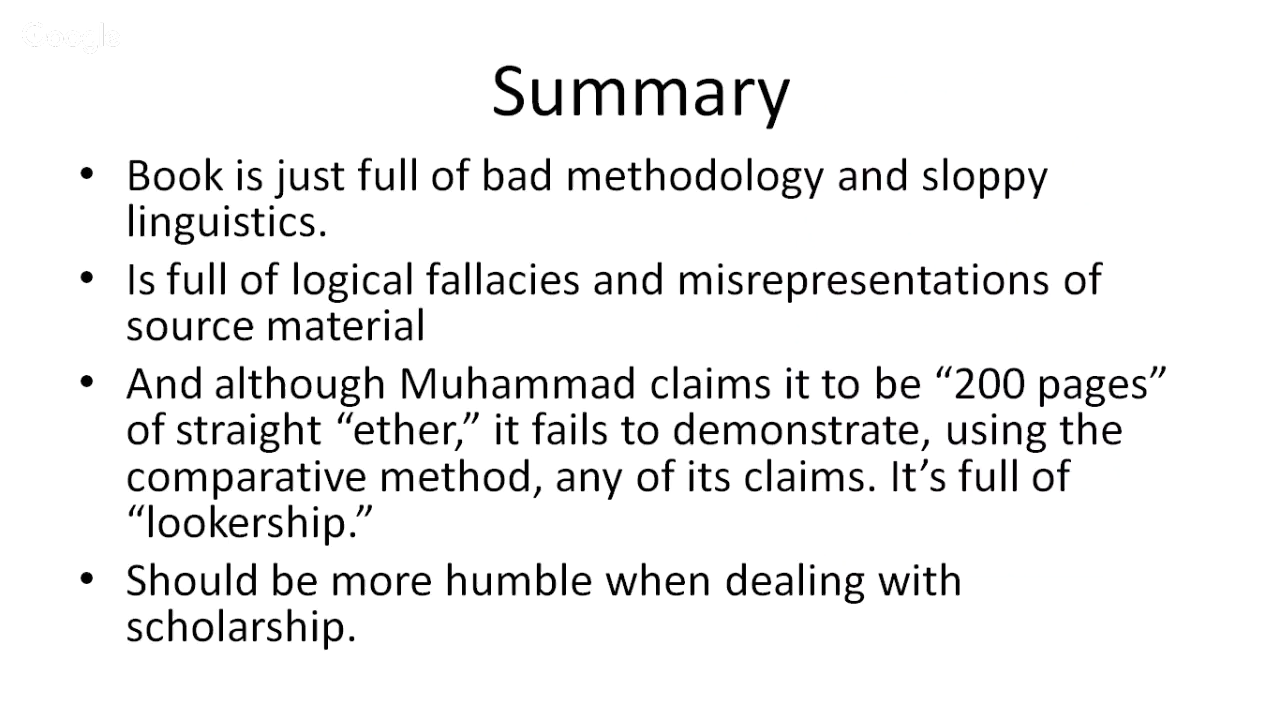 Google
Summary
• Book is just full of bad methodology and sloppy
linguistics.
• Is full of logical fallacies and misrepresentations of
source material
• And although Muhammad claims it to be “200 pages”
of straight “ether,” it fails to demonstrate, using the
comparative method, any of its claims. It’s full of
“lookership.”
• Should be more humble when dealing with
scholarship.